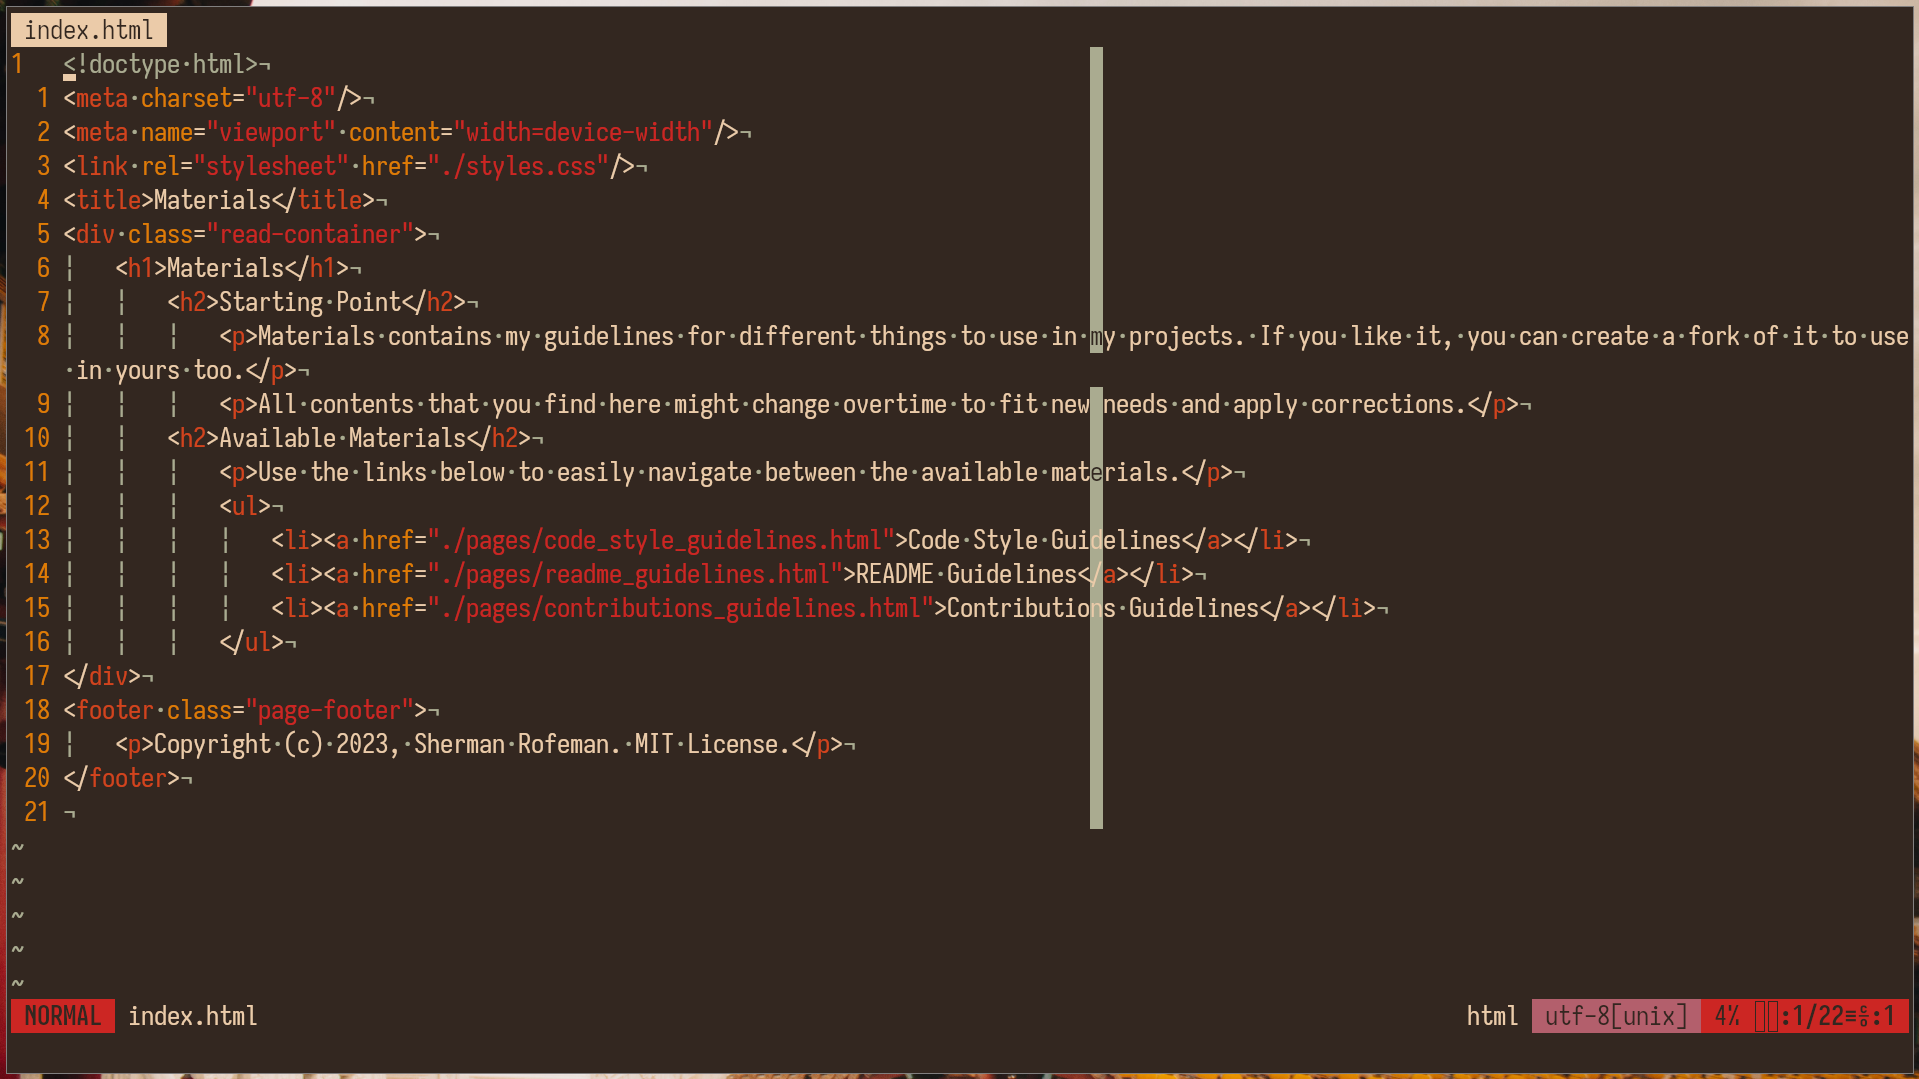 index.html
1   <!doctype·html>¬
  1 <meta·charset="utf-8"/>¬
  2 <meta·name="viewport"·content="width=device-width"/>¬
  3 <link·rel="stylesheet"·href="./styles.css"/>¬
  4 <title>Materials</title>¬
  5 <div·class="read-container">¬
  6 ¦   <h1>Materials</h1>¬
  7 ¦   ¦   <h2>Starting·Point</h2>¬
  8 ¦   ¦   ¦   <p>Materials·contains·my·guidelines·for·different·things·to·use·in·my·projects.·If·you·like·it,·you·can·create·a·fork·of·it·to·use
    ·in·yours·too.</p>¬
  9 ¦   ¦   ¦   <p>All·contents·that·you·find·here·might·change·overtime·to·fit·new needs·and·apply·corrections.</p>¬
 10 ¦   ¦   <h2>Available·Materials</h2>¬
 11 ¦   ¦   ¦   <p>Use·the·links·below·to·easily·navigate·between·the·available·materials.</p>¬
 12 ¦   ¦   ¦   <ul>¬
 13 ¦   ¦   ¦   ¦   <li><a·href="./pages/code_style_guidelines.html">Code·Style·Guidelines</a></li>¬
 14 ¦   ¦   ¦   ¦   <li><a·href="./pages/readme_guidelines.html">README·Guidelines</a></li>¬
 15 ¦   ¦   ¦   ¦   <li><a·href="./pages/contributions_guidelines.html">Contributions·Guidelines</a></li>¬
 16 ¦   ¦   ¦   </ul>¬
 17 </div>¬
 18 <footer·class="page-footer">¬
 19 ¦   <p>Copyright·(c)·2023,·Sherman·Rofeman.·MIT·License.</p>¬
 20 </footer>¬
 21 ¬
~
~
~
~
~
NORMAL index.html html utf-8[unix] 4% :1/22≡℅:1